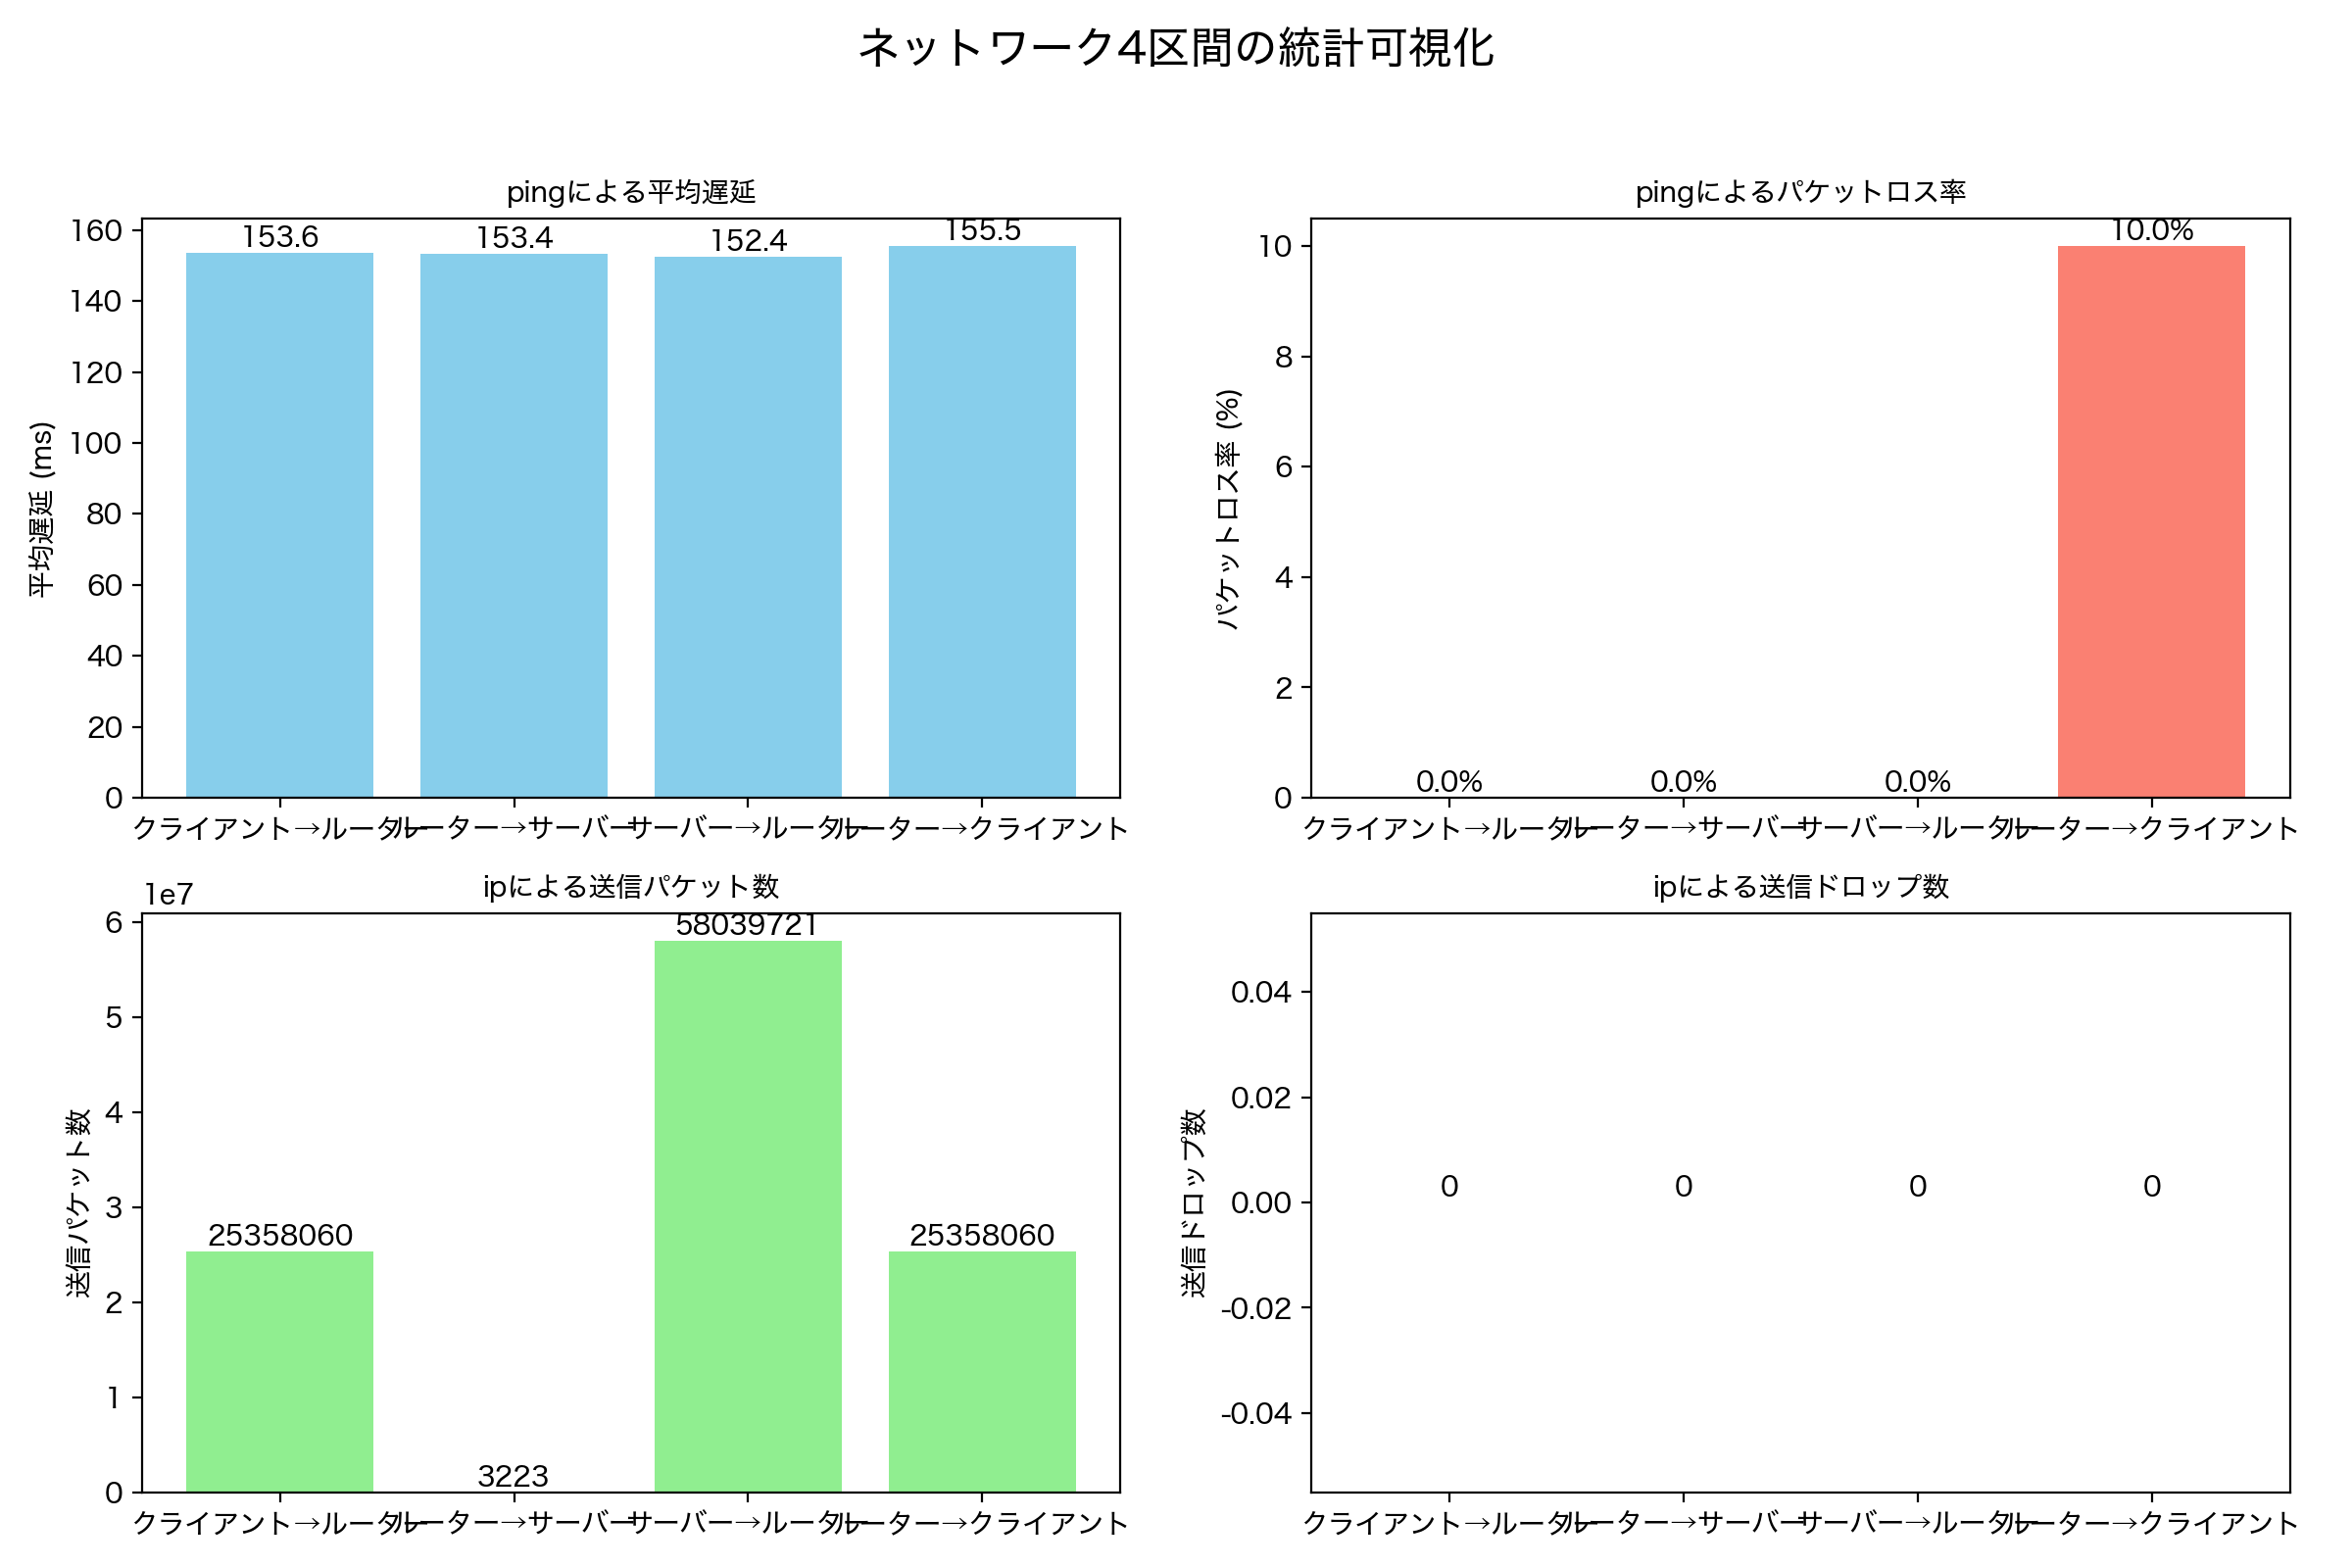 ネットワーク4区間の統計可視化
pingによる平均遅延
平均遅延 (ms)
160
140
120
100
80
60
40
20
0
153.6
153.4
152.4
155.5
クライアント→ルーター
ルーター→サーバー
サーバー→ルーター
ルーター→クライアント
pingによるパケットロス率
パケットロス率 (%)
10
8
6
4
2
0
0.0%
0.0%
0.0%
10.0%
クライアント→ルーター
ルーター→サーバー
サーバー→ルーター
ルーター→クライアント
ipによる送信パケット数
1e7
送信パケット数
6
5
4
3
2
1
0
25358060
3223
58039721
25358060
クライアント→ルーター
ルーター→サーバー
サーバー→ルーター
ルーター→クライアント
ipによる送信ドロップ数
送信ドロップ数
0.04
0.02
0.00
-0.02
-0.04
0
0
0
0
クライアント→ルーター
ルーター→サーバー
サーバー→ルーター
ルーター→クライアント